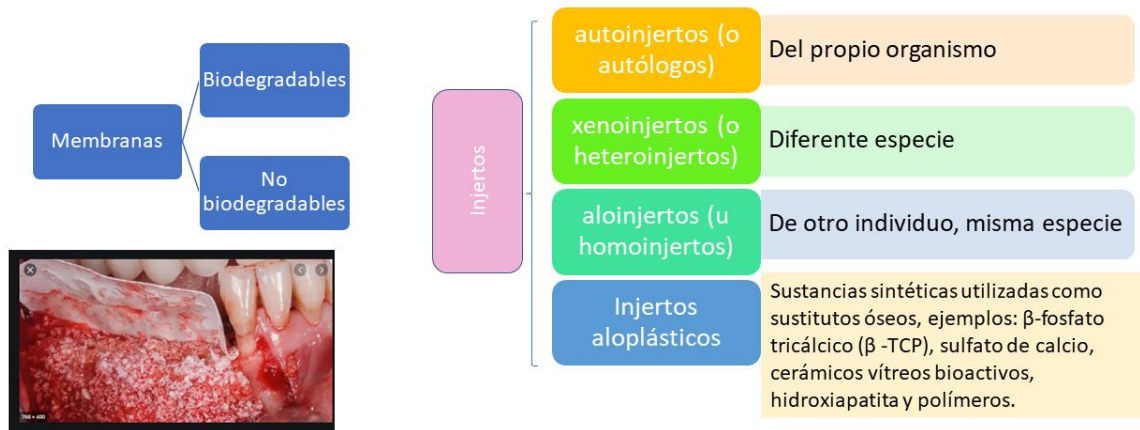 Membranas
Biodegradables
No
biodegradables
768 × 400
Injertos
autoinjertos (o
autólogos)
Del propio organismo
xenoinjertos (o
heteroinjertos)
Diferente especie
aloinjertos (u
homoinjertos)
De otro individuo, misma especie
Injertos
aloplásticos
Sustancias sintéticas utilizadas como
sustitutos óseos, ejemplos: β-fosfato
tricálcico (β -TCP), sulfato de calcio,
cerámicos vítreos bioactivos,
hidroxiapatita y polímeros.